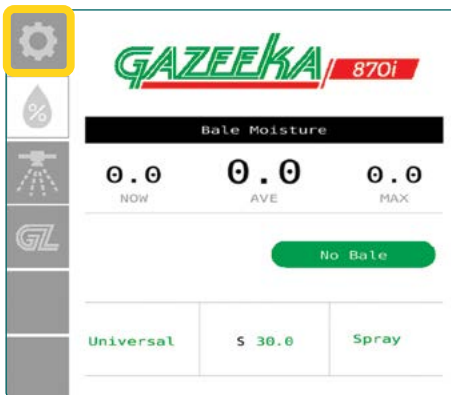 GAZEEKA 870i
%
Bale Moisture
0.0 0.0 0.0
NOW AVE MAX
GL
No Bale
Universal S 30.0 Spray